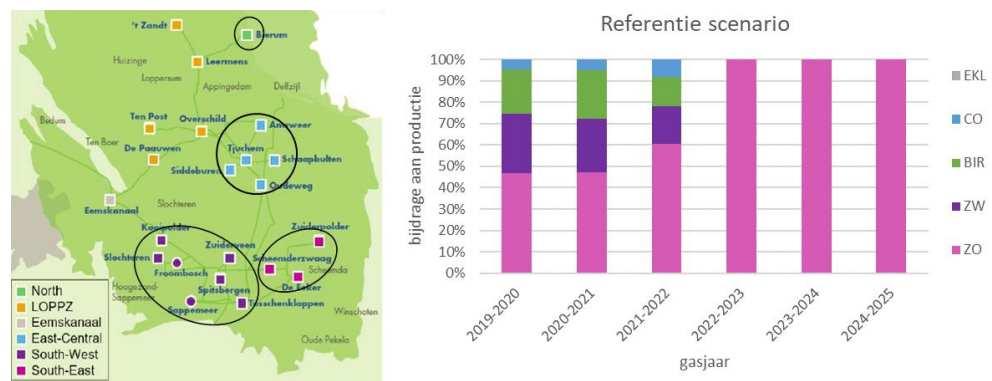 't Zandt
Bierum
Huizinge
Leermens
Loppersum
Appingedam
Delfzijl
Ten Post
Overschild
Amsweer
Bedum
Ten Boer
De Paauwen
Tjuchem
Schaapbulten
Siddeburen
Oudeweg
Eemskanaal
Slochteren
Kooipolder
Zuiderpolder
Zuiderveen
Slochteren
Scheemderzwaag
Froombosch
Scheemda
De Eeker
Hoogezand-
Sappemeer
Spitsbergen
Sappemeer
Tusschenklappen
Winschoten
Oude Pekela
North
LOPPZ
Eemskanaal
East-Central
South-West
South-East
Referentie scenario
bijdrage aan productie
100%
90%
80%
70%
60%
50%
40%
30%
20%
10%
0%
2019-2020
2020-2021
2021-2022
2022-2023
2023-2024
2024-2025
gasjaar
EKL
CO
BIR
ZW
ZO